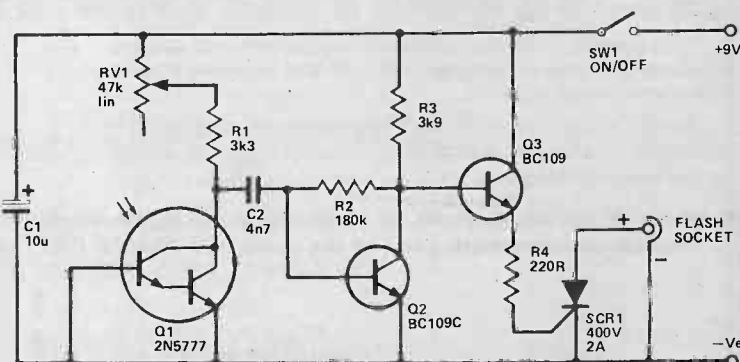 SW1
ON/OFF
+9V
RV1
47k
lin
R1
3k3
R3
3k9
Q3
BC109
C2
4n7
R2
180k
+
C1
10u
R4
220R
+
FLASH
SOCKET
–
Q1
2N5777
Q2
BC109C
SCR1
400V
2A
–Ve